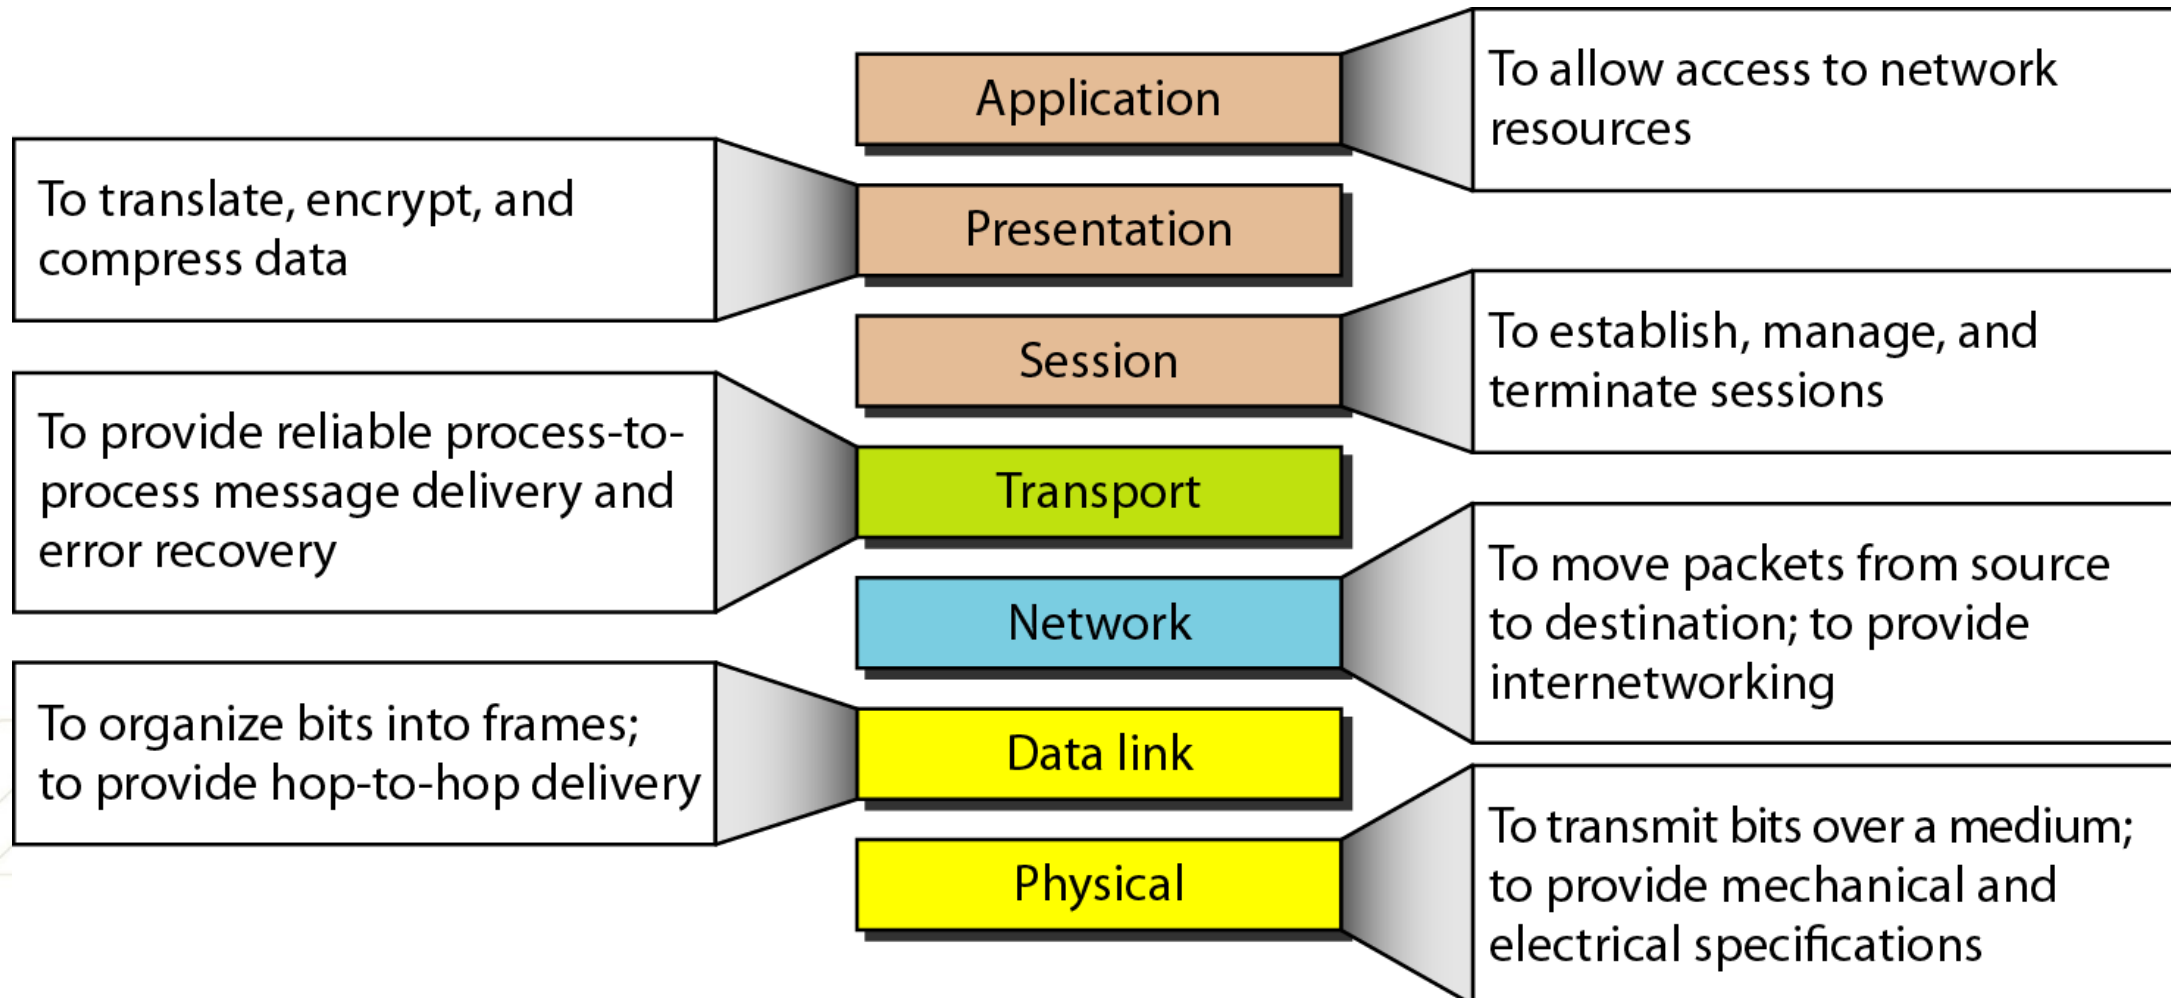 Application
To allow access to network
resources
To translate, encrypt, and
compress data
Presentation
Session
To establish, manage, and
terminate sessions
To provide reliable process-to-
process message delivery and
error recovery
Transport
Network
To move packets from source
to destination; to provide
internetworking
To organize bits into frames;
to provide hop-to-hop delivery
Data link
Physical
To transmit bits over a medium;
to provide mechanical and
electrical specifications